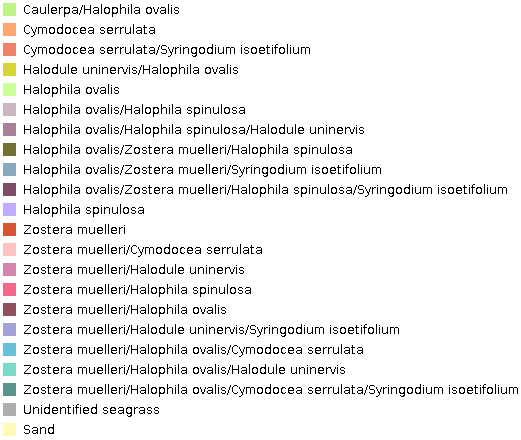 Caulerpa/Halophila ovalis
Cymodocea serrulata
Cymodocea serrulata/Syringodium isoetifolium
Halodule uninervis/Halophila ovalis
Halophila ovalis
Halophila ovalis/Halophila spinulosa
Halophila ovalis/Halophila spinulosa/Halodule uninervis
Halophila ovalis/Zostera muelleri/Halophila spinulosa
Halophila ovalis/Zostera muelleri/Syringodium isoetifolium
Halophila ovalis/Zostera muelleri/Halophila spinulosa/Syringodium isoetifolium
Halophila spinulosa
Zostera muelleri
Zostera muelleri/Cymodocea serrulata
Zostera muelleri/Halodule uninervis
Zostera muelleri/Halophila spinulosa
Zostera muelleri/Halophila ovalis
Zostera muelleri/Halodule uninervis/Syringodium isoetifolium
Zostera muelleri/Halophila ovalis/Cymodocea serrulata
Zostera muelleri/Halophila ovalis/Halodule uninervis
Zostera muelleri/Halophila ovalis/Cymodocea serrulata/Syringodium isoetifolium
Unidentified seagrass
Sand